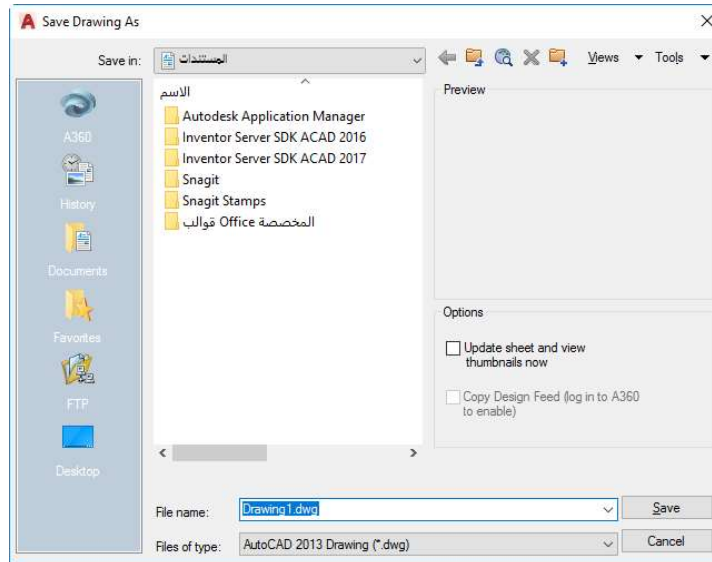 Save Drawing As
Save in: المستندات Views Tools
A360
History
Documents
Favorites
FTP
Desktop
الاسم
Autodesk Application Manager
Inventor Server SDK ACAD 2016
Inventor Server SDK ACAD 2017
Snagit
Snagit Stamps
المخصصة Office قوالب
Preview
Options
Update sheet and view
thumbnails now
Copy Design Feed (log in to A360
to enable)
File name: Drawing1.dwg Save
Files of type: AutoCAD 2013 Drawing (*.dwg) Cancel